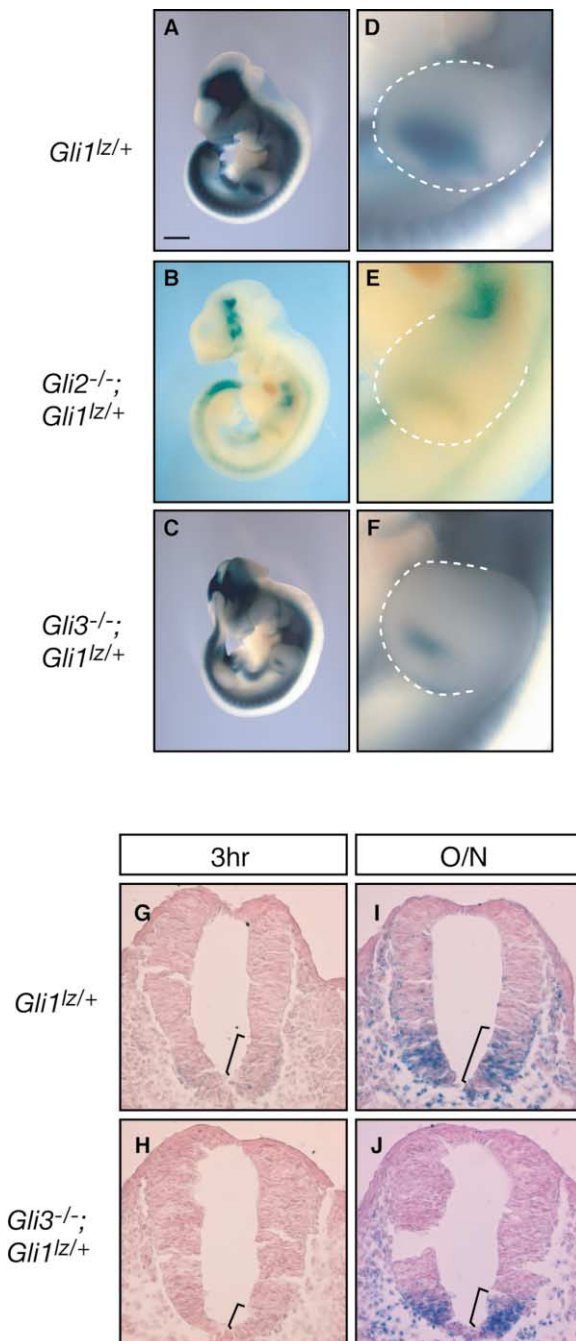 A
D
Gli1lz/+
B
E
Gli2-/-;
Gli1lz/+
C
F
Gli3-/-;
Gli1lz/+
3hr
O/N
G
I
Gli1lz/+
H
J
Gli3-/-;
Gli1lz/+